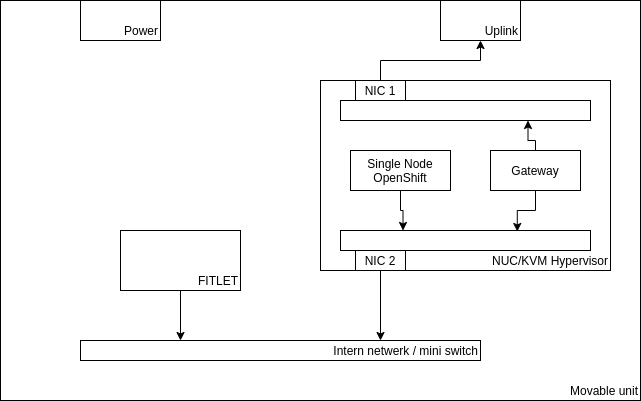 Power
Uplink
NIC 1
Single Node
OpenShift
Gateway
NIC 2
NUC/KVM Hypervisor
FITLET
Intern netwerk / mini switch
Movable unit